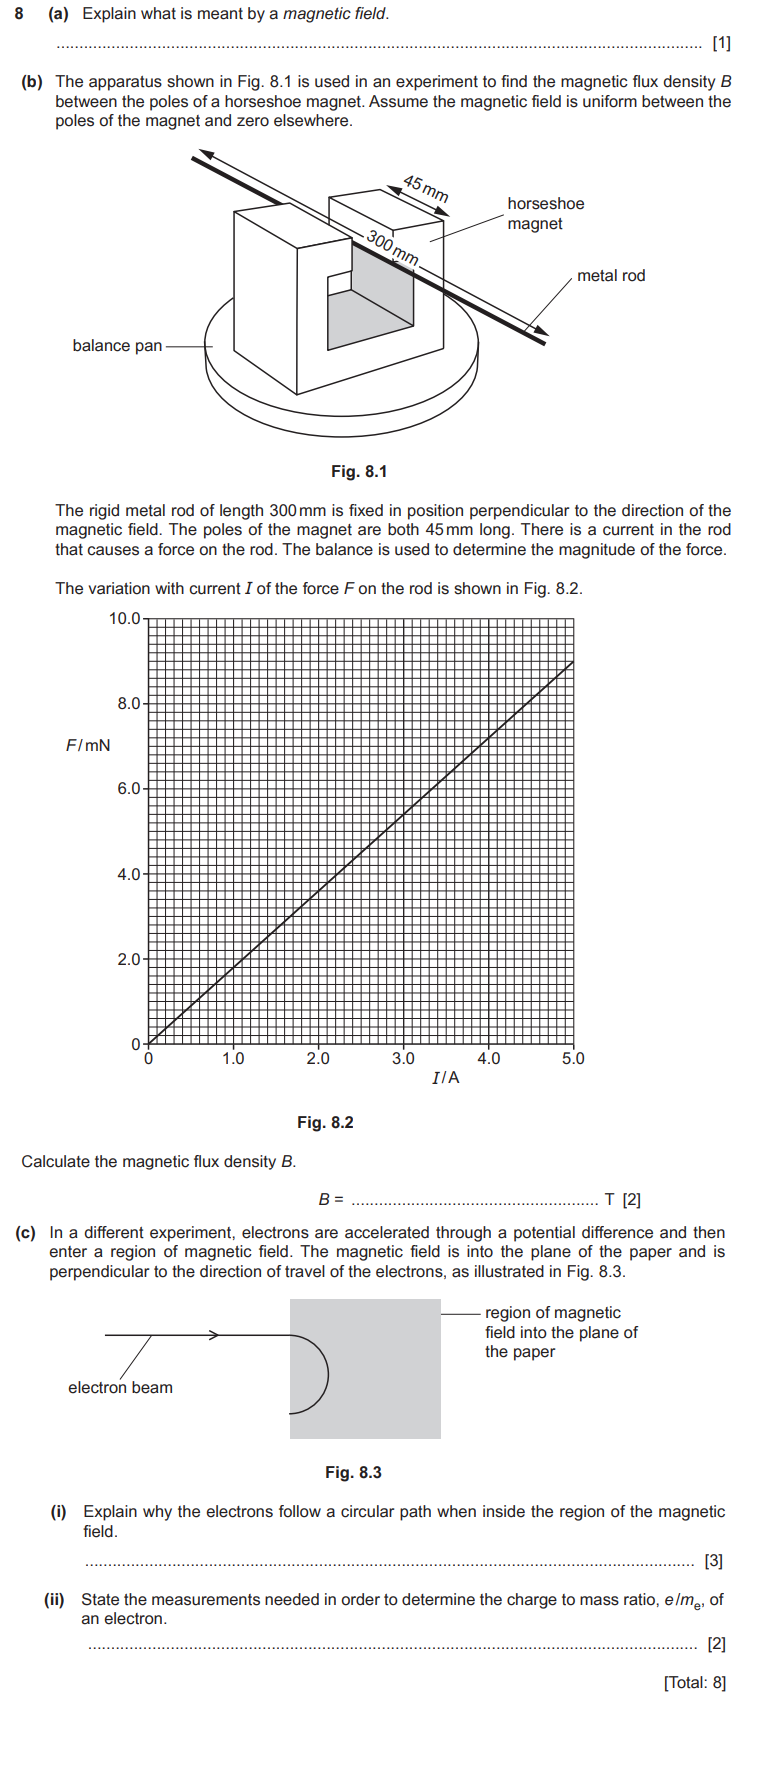 8 (a) Explain what is meant by a magnetic field.
.................................................................................................................................................. [1]
(b) The apparatus shown in Fig. 8.1 is used in an experiment to find the magnetic flux density B
between the poles of a horseshoe magnet. Assume the magnetic field is uniform between the
poles of the magnet and zero elsewhere.
45 mm
horseshoe
magnet
300 mm
metal rod
balance pan
Fig. 8.1
The rigid metal rod of length 300 mm is fixed in position perpendicular to the direction of the
magnetic field. The poles of the magnet are both 45 mm long. There is a current in the rod
that causes a force on the rod. The balance is used to determine the magnitude of the force.
The variation with current I of the force F on the rod is shown in Fig. 8.2.
10.0
8.0
F / mN
6.0
4.0
2.0
0
0 1.0 2.0 3.0 4.0 5.0
I / A
Fig. 8.2
Calculate the magnetic flux density B.
B = ...................................................... T [2]
(c) In a different experiment, electrons are accelerated through a potential difference and then
enter a region of magnetic field. The magnetic field is into the plane of the paper and is
perpendicular to the direction of travel of the electrons, as illustrated in Fig. 8.3.
region of magnetic
field into the plane of
the paper
electron beam
Fig. 8.3
(i) Explain why the electrons follow a circular path when inside the region of the magnetic
field.
.................................................................................................................................... [3]
(ii) State the measurements needed in order to determine the charge to mass ratio, e/mₑ, of
an electron.
.................................................................................................................................... [2]
[Total: 8]